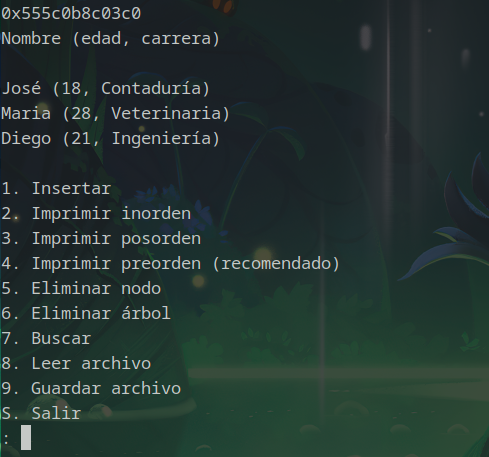 0x555c0b8c03c0
Nombre (edad, carrera)
José (18, Contaduría)
Maria (28, Veterinaria)
Diego (21, Ingeniería)
1. Insertar
2. Imprimir inorden
3. Imprimir posorden
4. Imprimir preorden (recomendado)
5. Eliminar nodo
6. Eliminar árbol
7. Buscar
8. Leer archivo
9. Guardar archivo
S. Salir
: